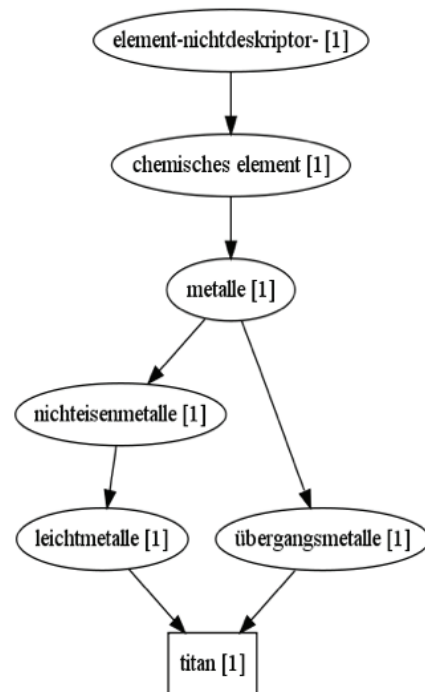 element-nichtdeskriptor- [1]
chemisches element [1]
metalle [1]
nichteisenmetalle [1]
leichtmetalle [1]
übergangsmetalle [1]
titan [1]